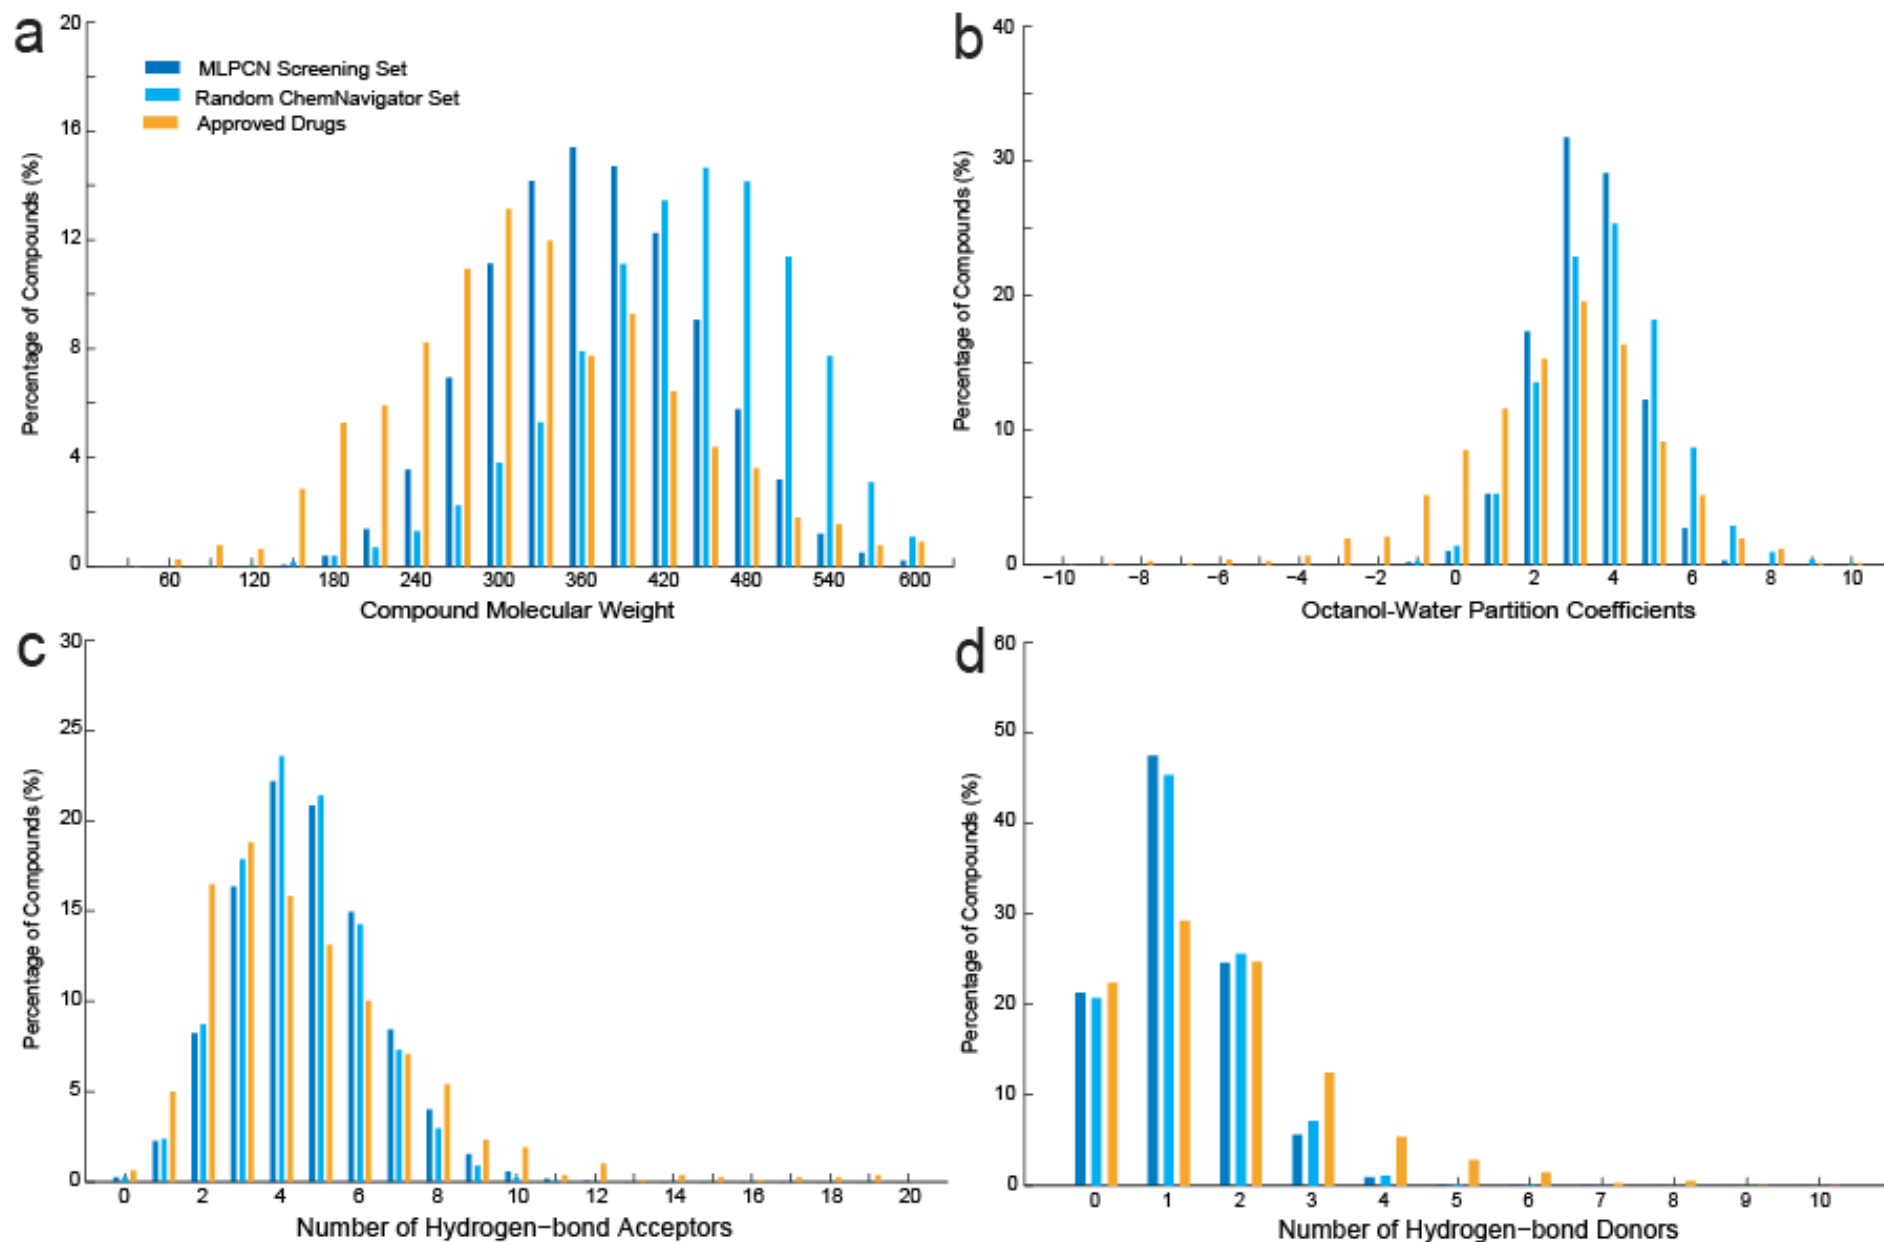 a
20
16
12
8
4
0
Percentage of Compounds (%)
MLPCN Screening Set
Random ChemNavigator Set
Approved Drugs
60 120 180 240 300 360 420 480 540 600
Compound Molecular Weight
b
40
30
20
10
0
Percentage of Compounds (%)
−10 −8 −6 −4 −2 0 2 4 6 8 10
Octanol-Water Partition Coefficients
c
30
25
20
15
10
5
0
Percentage of Compounds (%)
0 2 4 6 8 10 12 14 16 18 20
Number of Hydrogen−bond Acceptors
d
60
50
40
30
20
10
0
Percentage of Compounds (%)
0 1 2 3 4 5 6 7 8 9 10
Number of Hydrogen−bond Donors